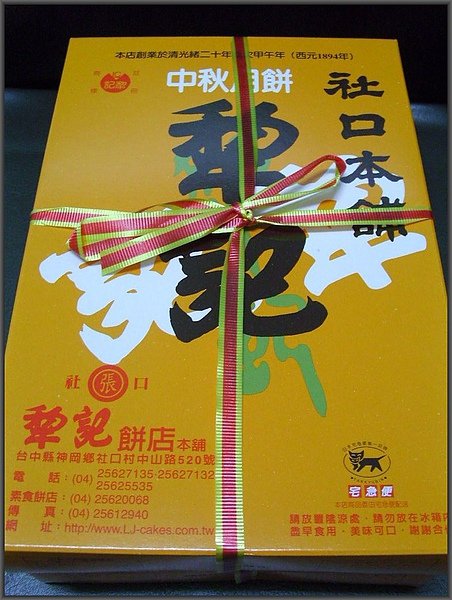 本店創業於清光緒二十年 甲午年（西元1894年）
中秋月餅
社口本舖
犂記
社 張 口
犂記餅店本舖
台中縣神岡鄉社口村中山路520號
電 話：(04) 25627135-25627132
25625535
素食餅店：(04) 25620068
傳 真：(04) 25612940
網 址：http://www.LJ-cakes.com.tw
宅急便
請放置陰涼處，請勿放在冰箱內
盡早食用，美味可口，謝謝合